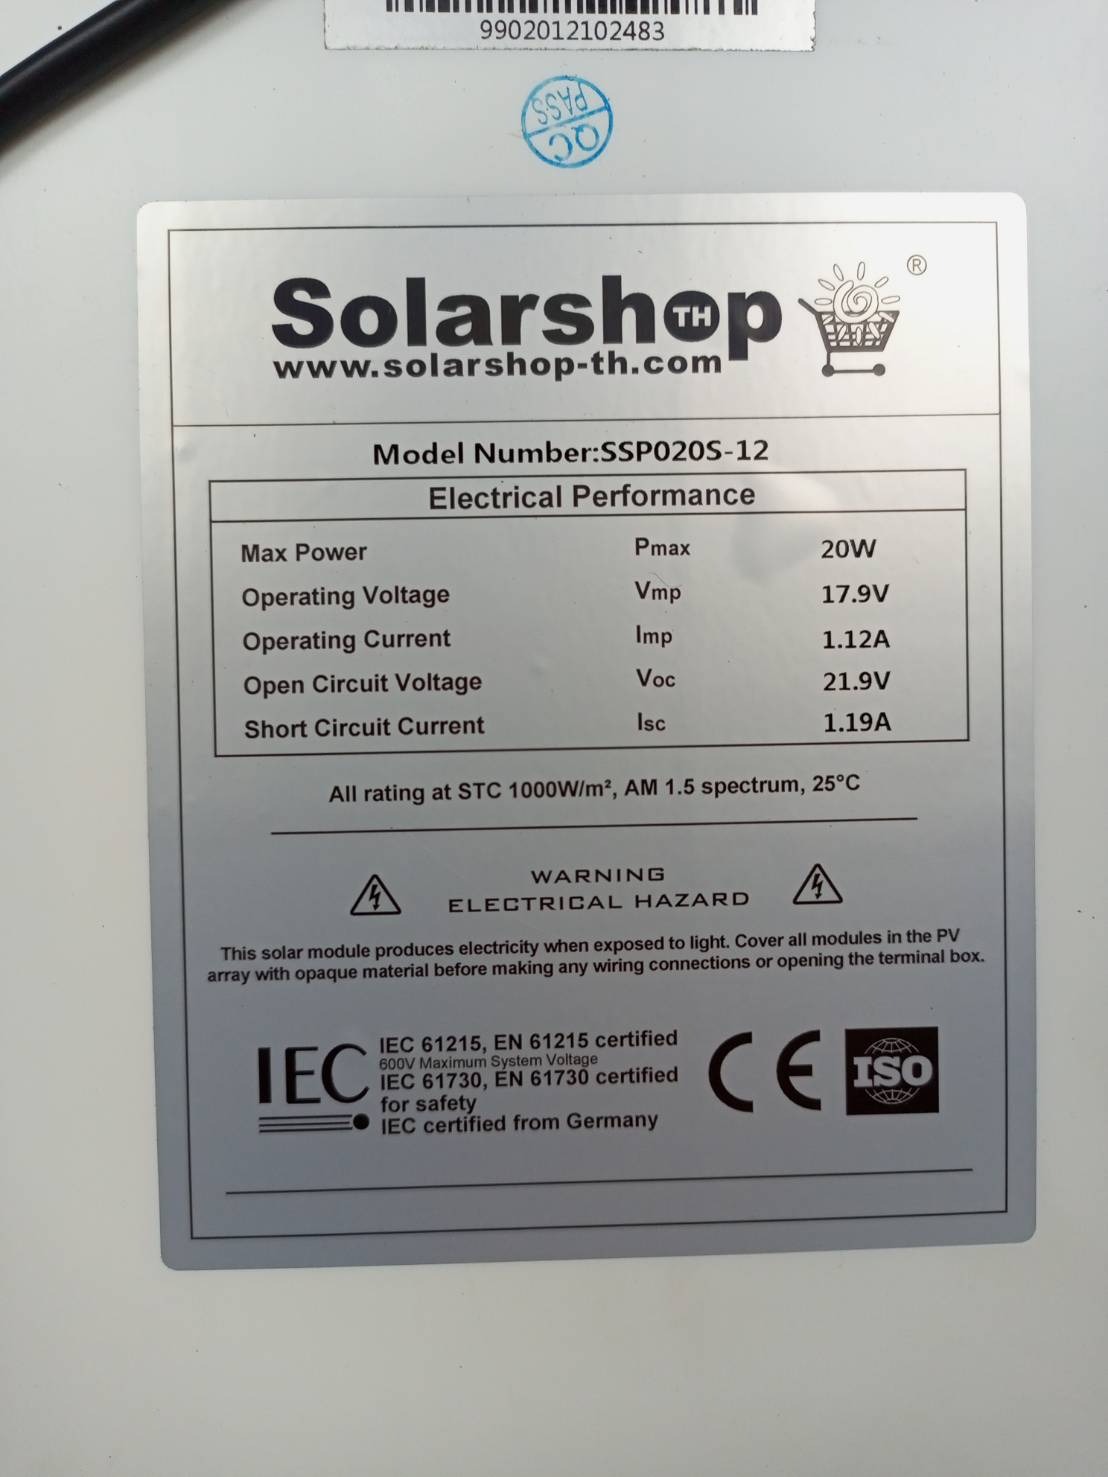 9902012102483
QC PASS
Solarshop TH ®
www.solarshop-th.com
Model Number:SSP020S-12
Electrical Performance
Max Power Pmax 20W
Operating Voltage Vmp 17.9V
Operating Current Imp 1.12A
Open Circuit Voltage Voc 21.9V
Short Circuit Current Isc 1.19A
All rating at STC 1000W/m², AM 1.5 spectrum, 25°C
WARNING
ELECTRICAL HAZARD
This solar module produces electricity when exposed to light. Cover all modules in the PV
array with opaque material before making any wiring connections or opening the terminal box.
IEC
IEC 61215, EN 61215 certified
600V Maximum System Voltage
IEC 61730, EN 61730 certified
for safety
IEC certified from Germany
CE
ISO